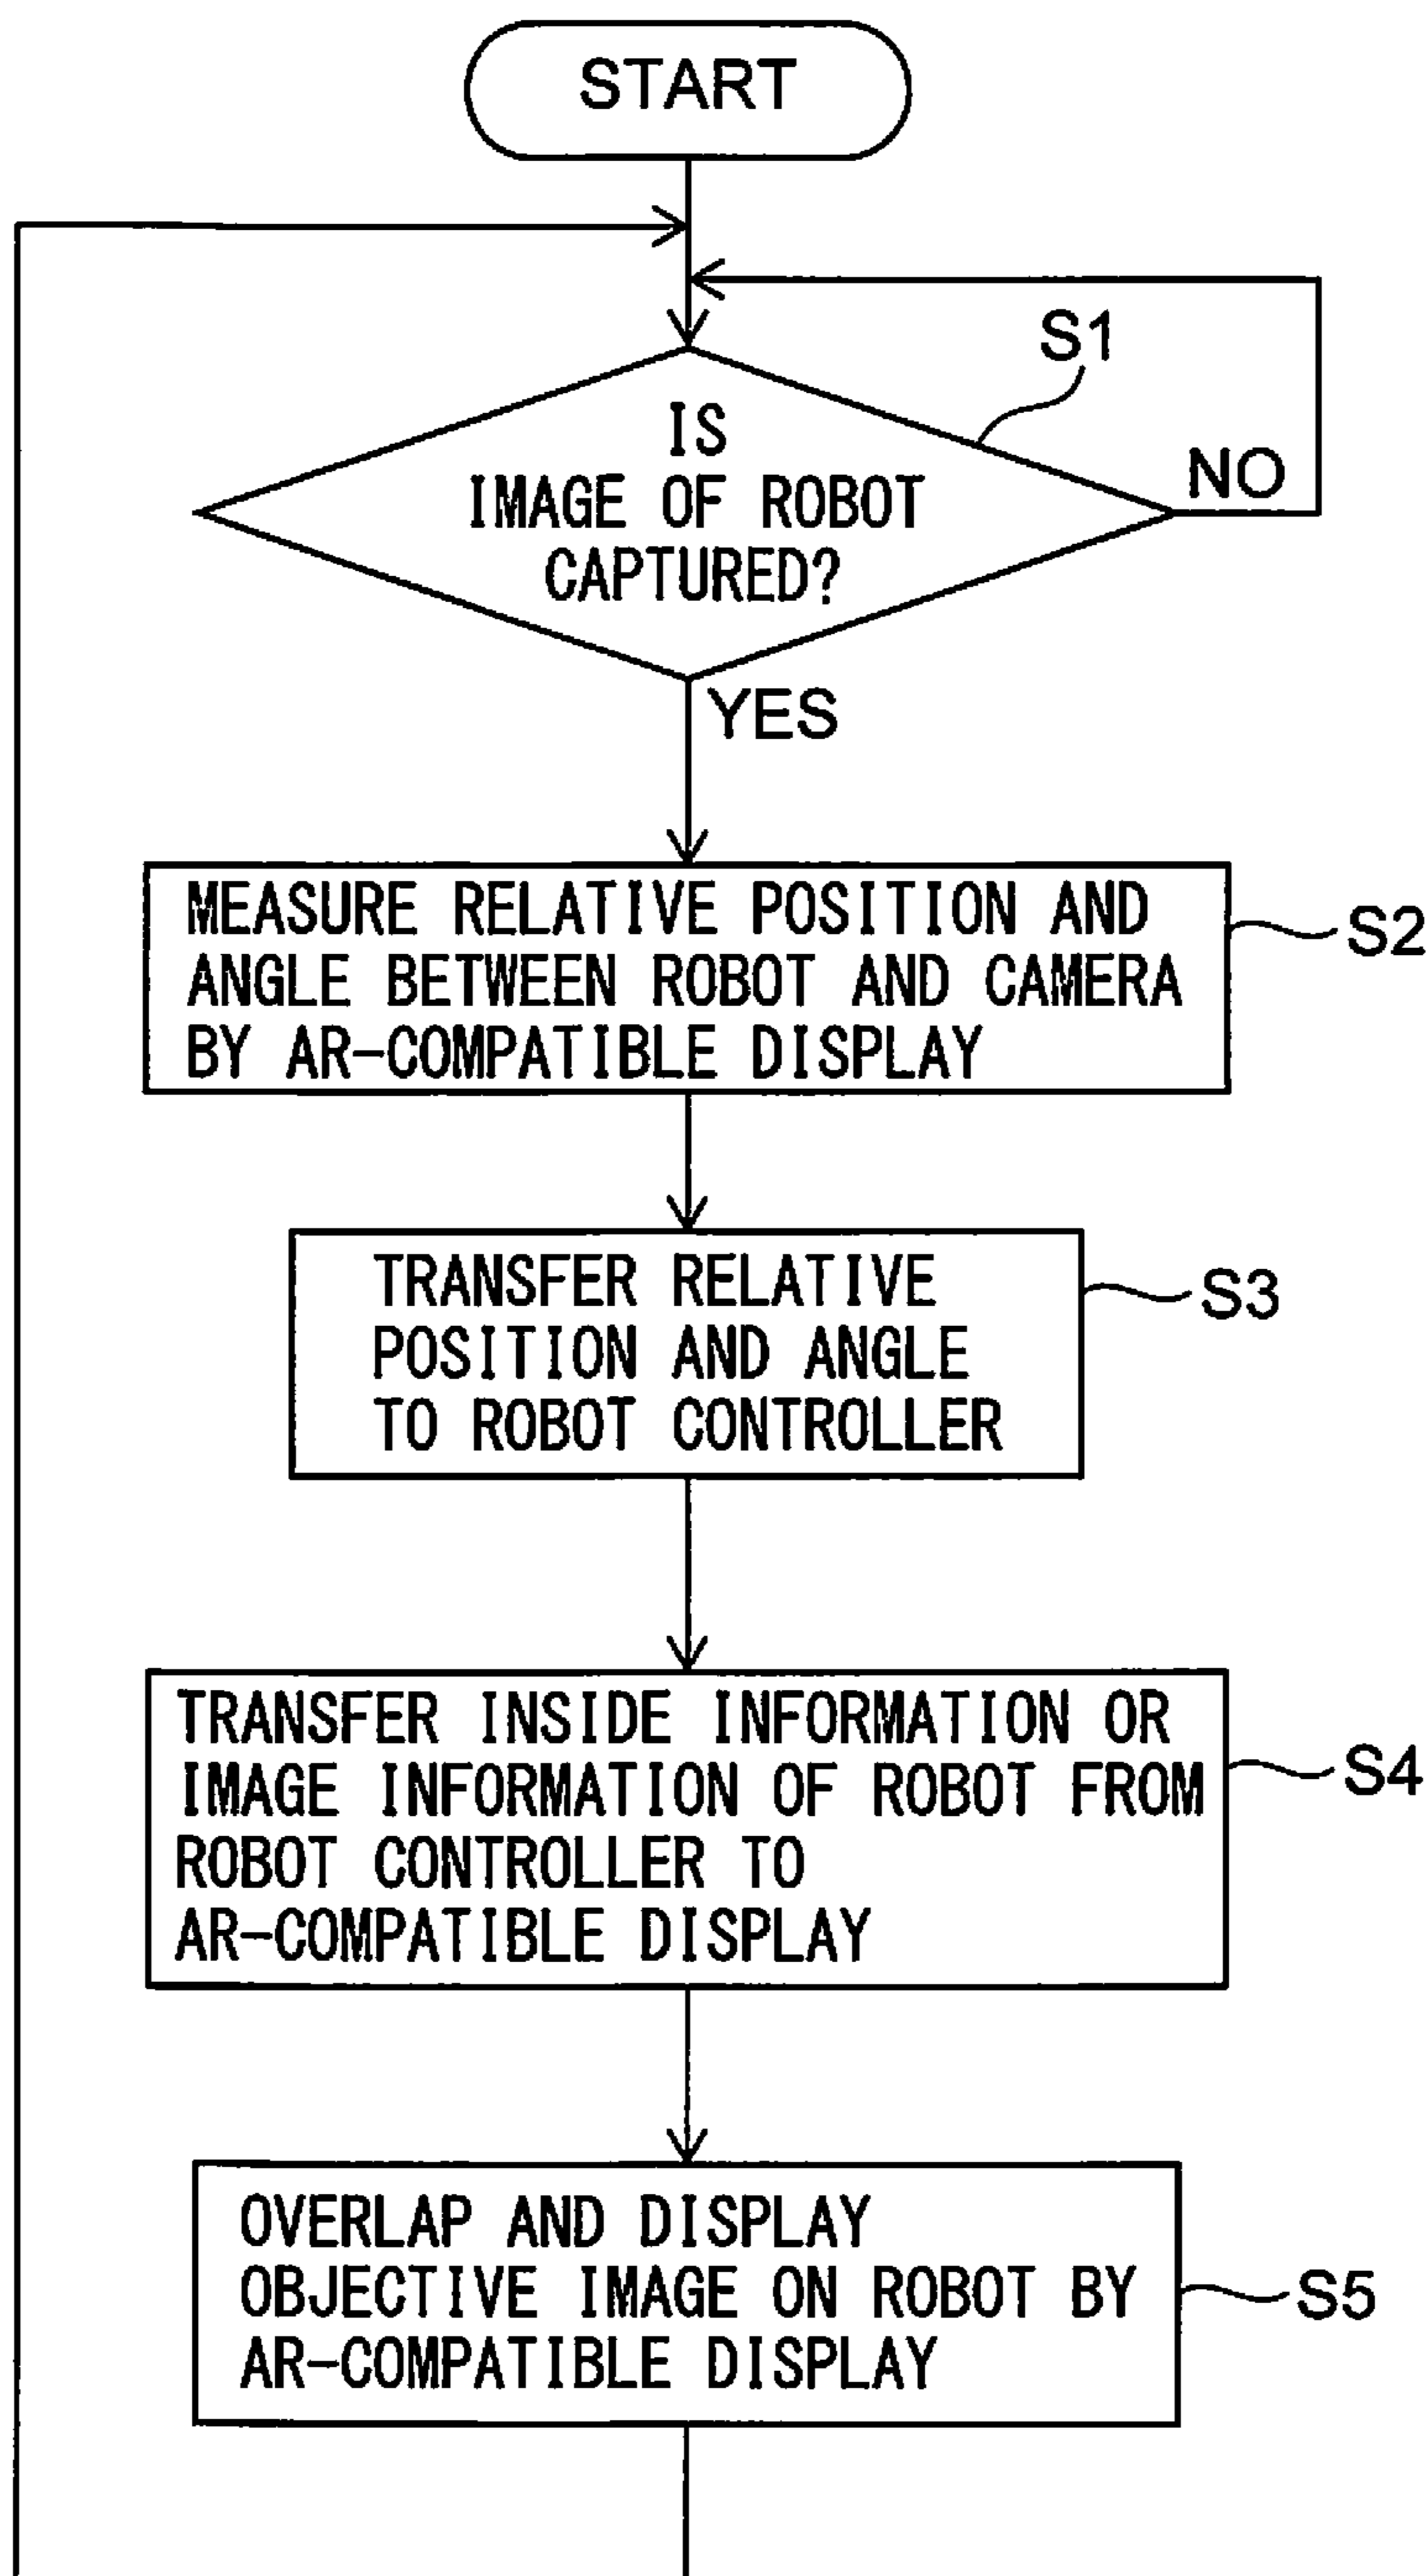 START
S1
IS
IMAGE OF ROBOT
CAPTURED?
NO
YES
MEASURE RELATIVE POSITION AND
ANGLE BETWEEN ROBOT AND CAMERA
BY AR-COMPATIBLE DISPLAY
S2
TRANSFER RELATIVE
POSITION AND ANGLE
TO ROBOT CONTROLLER
S3
TRANSFER INSIDE INFORMATION OR
IMAGE INFORMATION OF ROBOT FROM
ROBOT CONTROLLER TO
AR-COMPATIBLE DISPLAY
S4
OVERLAP AND DISPLAY
OBJECTIVE IMAGE ON ROBOT BY
AR-COMPATIBLE DISPLAY
S5